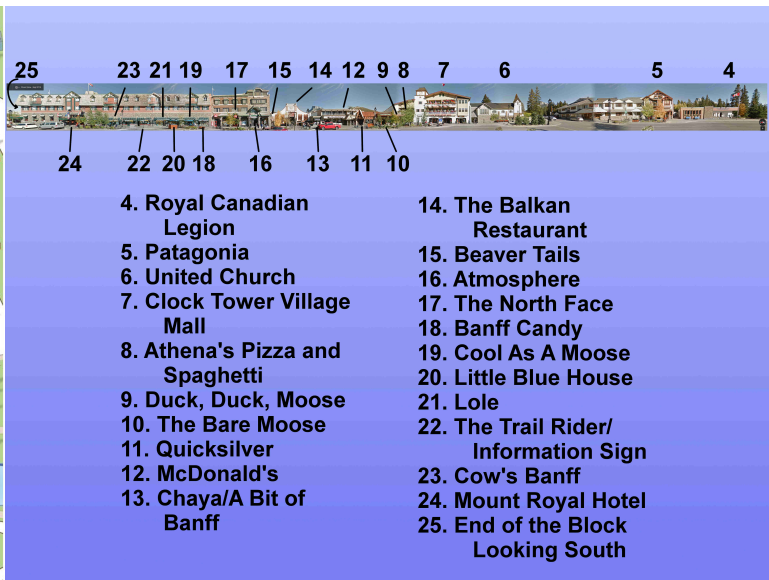 25 23 21 19 17 15 14 12 9 8 7 6 5 4
24 22 20 18 16 13 11 10
4. Royal Canadian
Legion
5. Patagonia
6. United Church
7. Clock Tower Village
Mall
8. Athena's Pizza and
Spaghetti
9. Duck, Duck, Moose
10. The Bare Moose
11. Quicksilver
12. McDonald's
13. Chaya/A Bit of
Banff
14. The Balkan
Restaurant
15. Beaver Tails
16. Atmosphere
17. The North Face
18. Banff Candy
19. Cool As A Moose
20. Little Blue House
21. Lole
22. The Trail Rider/
Information Sign
23. Cow's Banff
24. Mount Royal Hotel
25. End of the Block
Looking South